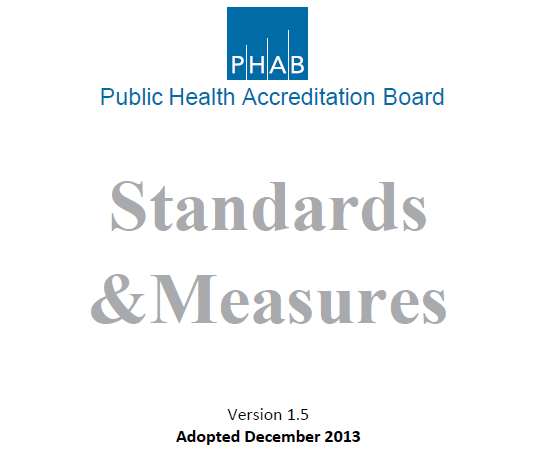 PHAB
Public Health Accreditation Board
Standards
&Measures
Version 1.5
Adopted December 2013